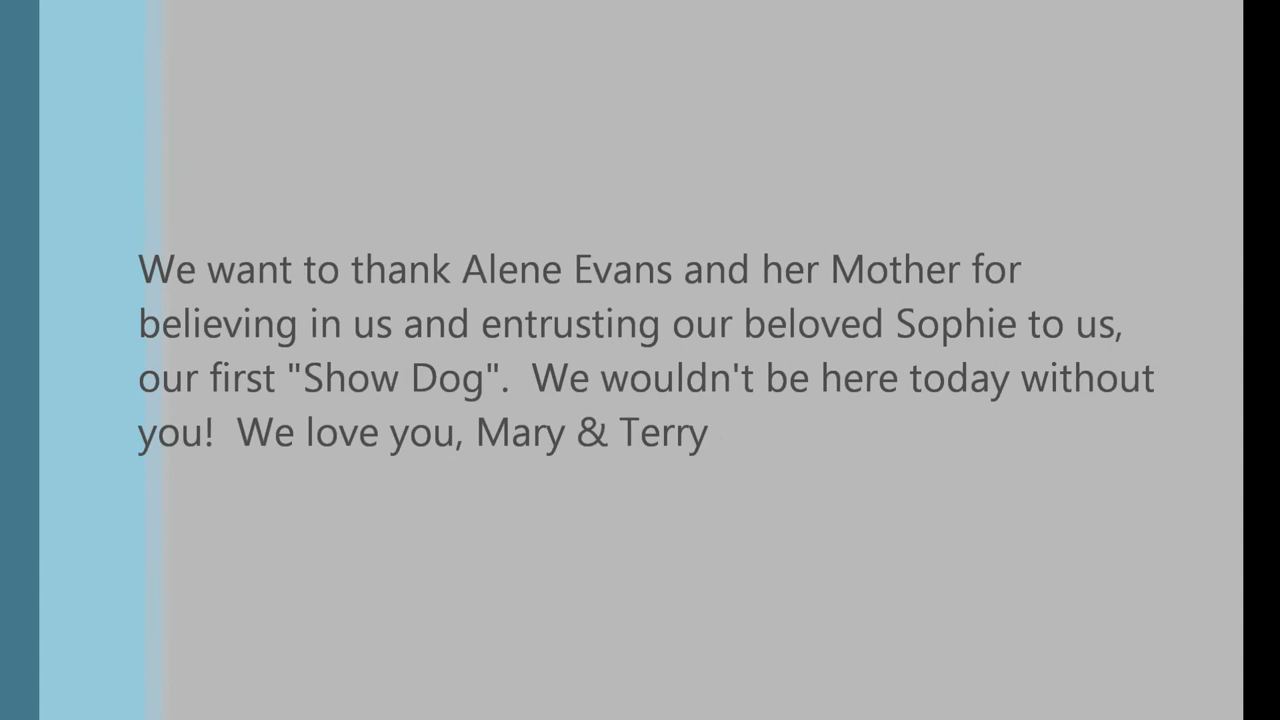 We want to thank Alene Evans and her Mother for
believing in us and entrusting our beloved Sophie to us,
our first "Show Dog".  We wouldn't be here today without
you!  We love you, Mary & Terry